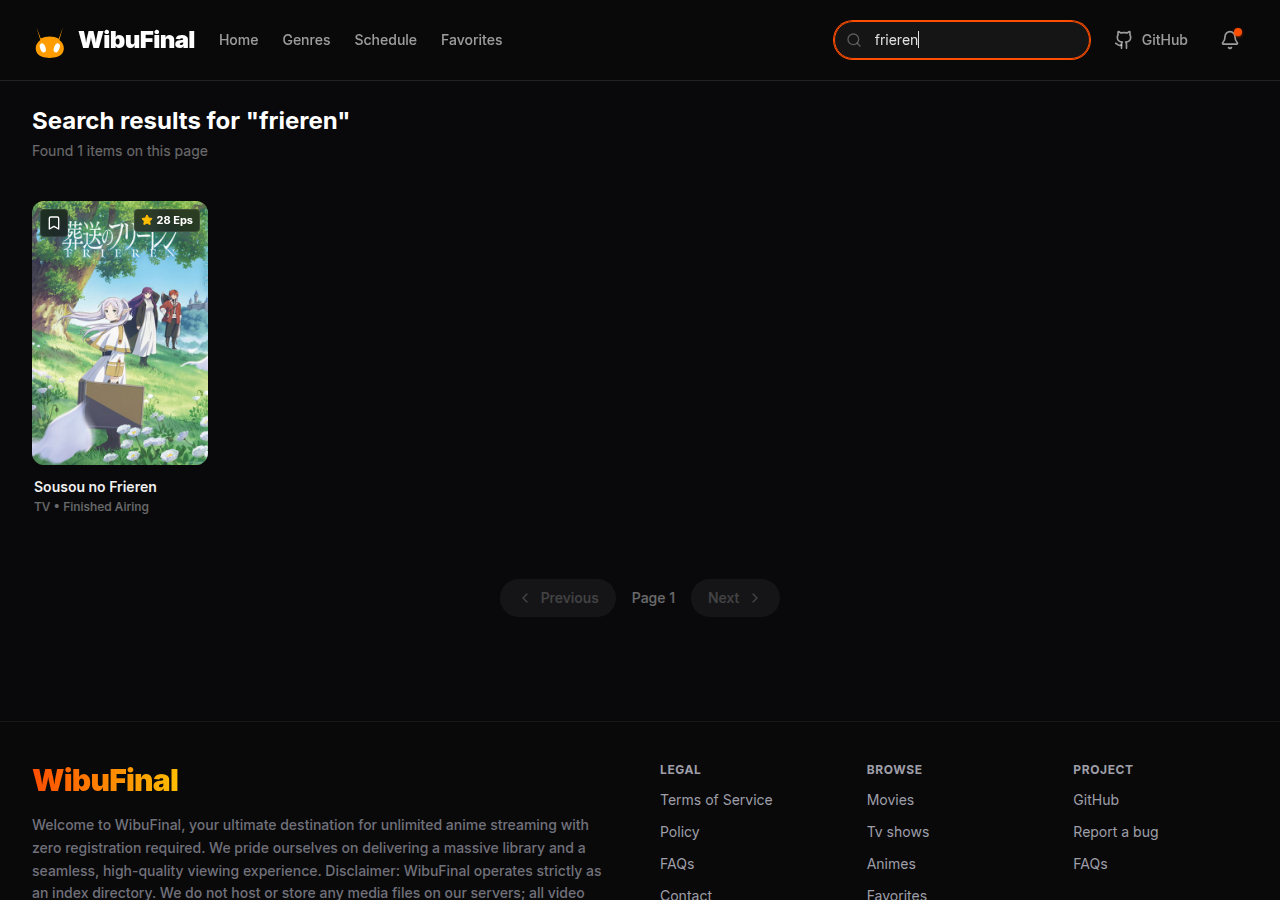 WibuFinal
Home
Genres
Schedule
Favorites
frieren
GitHub
Search results for "frieren"
Found 1 items on this page
28 Eps
葬送のフリーレン
FRIEREN
Sousou no Frieren
TV • Finished Airing
Previous
Page 1
Next
WibuFinal
Welcome to WibuFinal, your ultimate destination for unlimited anime streaming with
zero registration required. We pride ourselves on delivering a massive library and a
seamless, high-quality viewing experience. Disclaimer: WibuFinal operates strictly as
an index directory. We do not host or store any media files on our servers; all video
LEGAL
Terms of Service
Policy
FAQs
Contact
BROWSE
Movies
Tv shows
Animes
Favorites
PROJECT
GitHub
Report a bug
FAQs